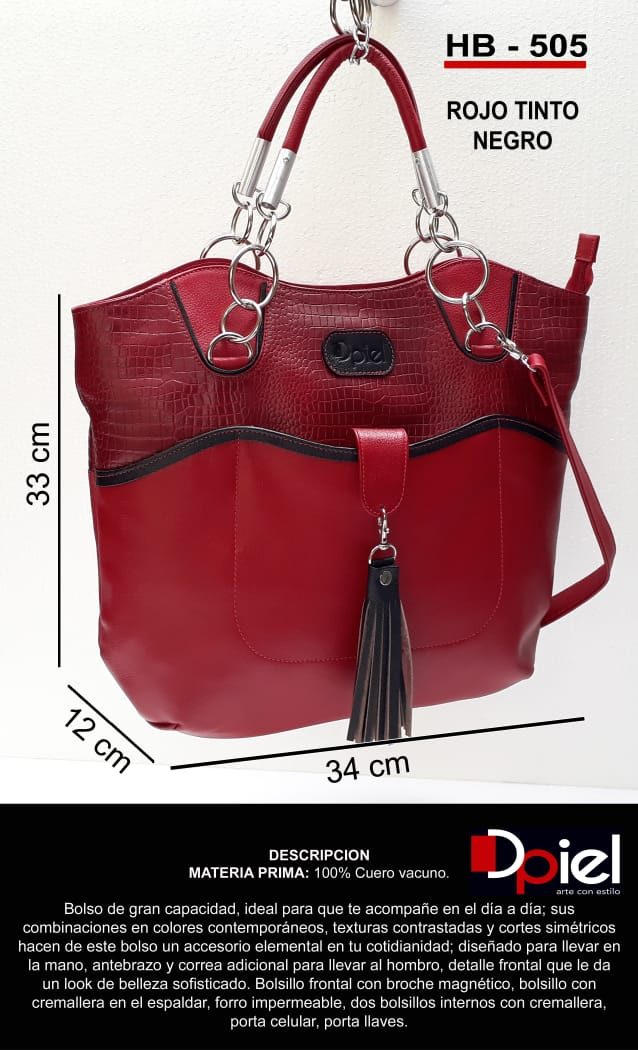 HB - 505
ROJO TINTO
NEGRO
Dpiel
33 cm
12 cm
34 cm
Dpiel
arte con estilo
DESCRIPCION
MATERIA PRIMA: 100% Cuero vacuno.
Bolso de gran capacidad, ideal para que te acompañe en el día a día; sus
combinaciones en colores contemporáneos, texturas contrastadas y cortes simétricos
hacen de este bolso un accesorio elemental en tu cotidianidad; diseñado para llevar en
la mano, antebrazo y correa adicional para llevar al hombro, detalle frontal que le da
un look de belleza sofisticado. Bolsillo frontal con broche magnético, bolsillo con
cremallera en el espaldar, forro impermeable, dos bolsillos internos con cremallera,
porta celular, porta llaves.